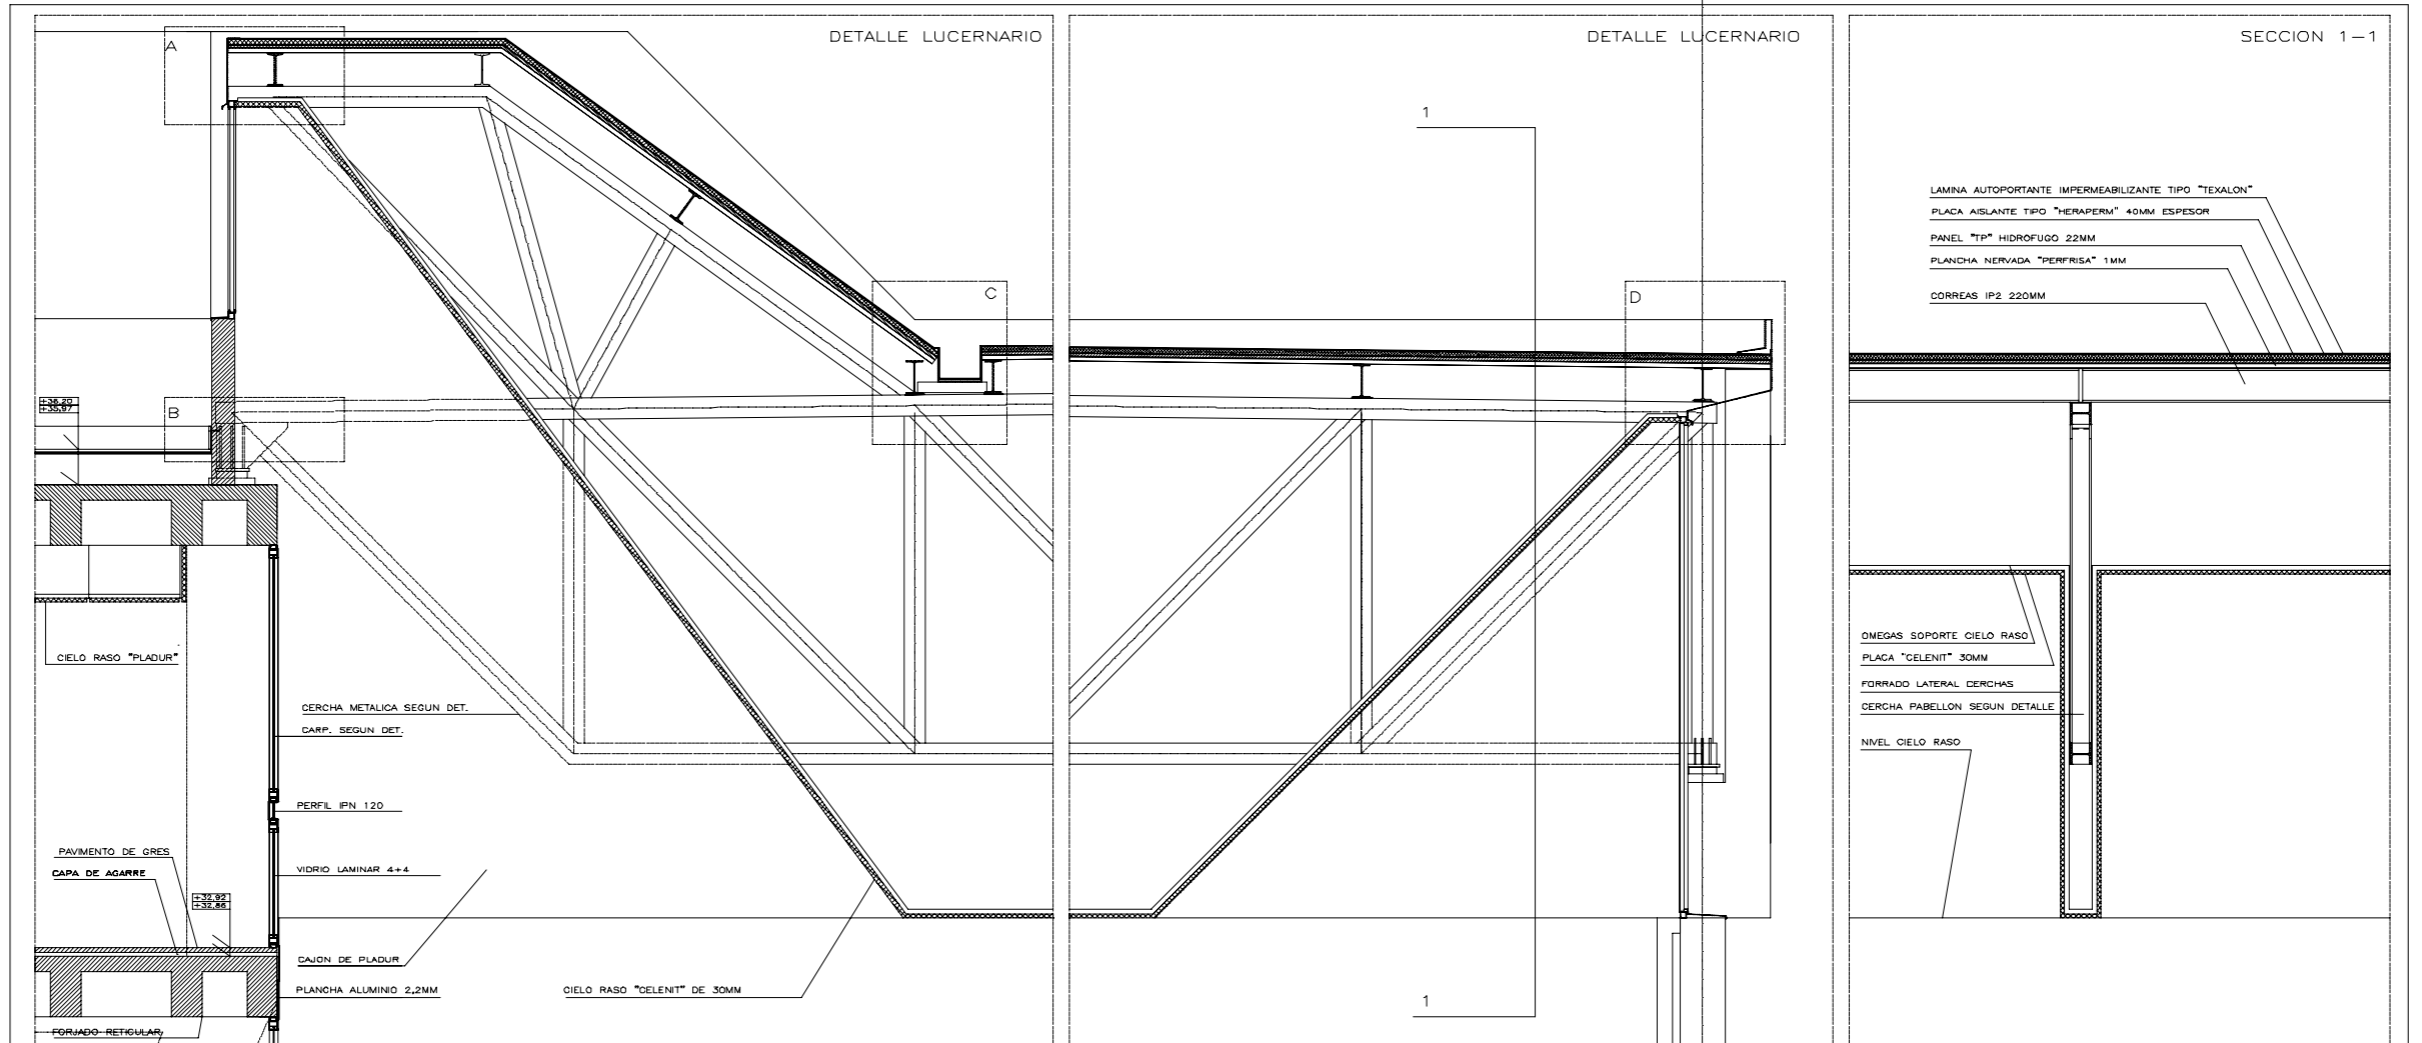 A
DETALLE LUCERNARIO
DETALLE LUCERNARIO
SECCION 1-1
1
LAMINA AUTOPORTANTE IMPERMEABILIZANTE TIPO "TEXALON"
PLACA AISLANTE TIPO "HERAPERM" 40MM ESPESOR
PANEL "TP" HIDROFUGO 22MM
PLANCHA NERVADA "PERFRISA" 1MM
CORREAS IP2 220MM
C
D
+36,20
+35,97
B
CIELO RASO "PLADUR"
OMEGAS SOPORTE CIELO RASO
PLACA "CELENIT" 30MM
FORRADO LATERAL CERCHAS
CERCHA PABELLON SEGUN DETALLE
NIVEL CIELO RASO
CERCHA METALICA SEGUN DET.
CARP. SEGUN DET.
PERFIL IPN 120
PAVIMENTO DE GRES
CAPA DE AGARRE
VIDRIO LAMINAR 4+4
+32,92
+32,86
CAJON DE PLADUR
PLANCHA ALUMINIO 2,2MM
CIELO RASO "CELENIT" DE 30MM
1
FORJADO RETICULAR